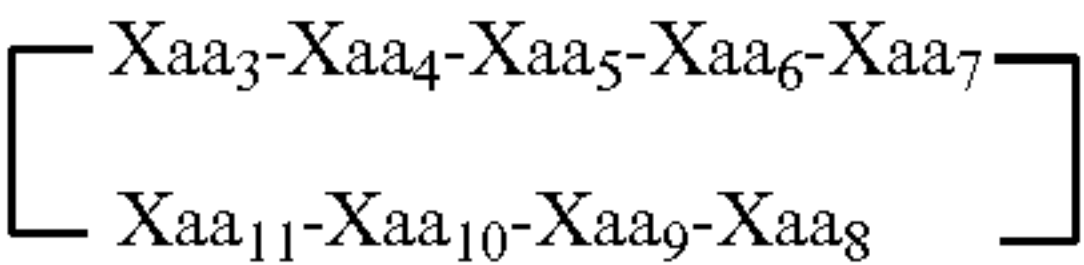 Xaa₃-Xaa₄-Xaa₅-Xaa₆-Xaa₇
Xaa₁₁-Xaa₁₀-Xaa₉-Xaa₈